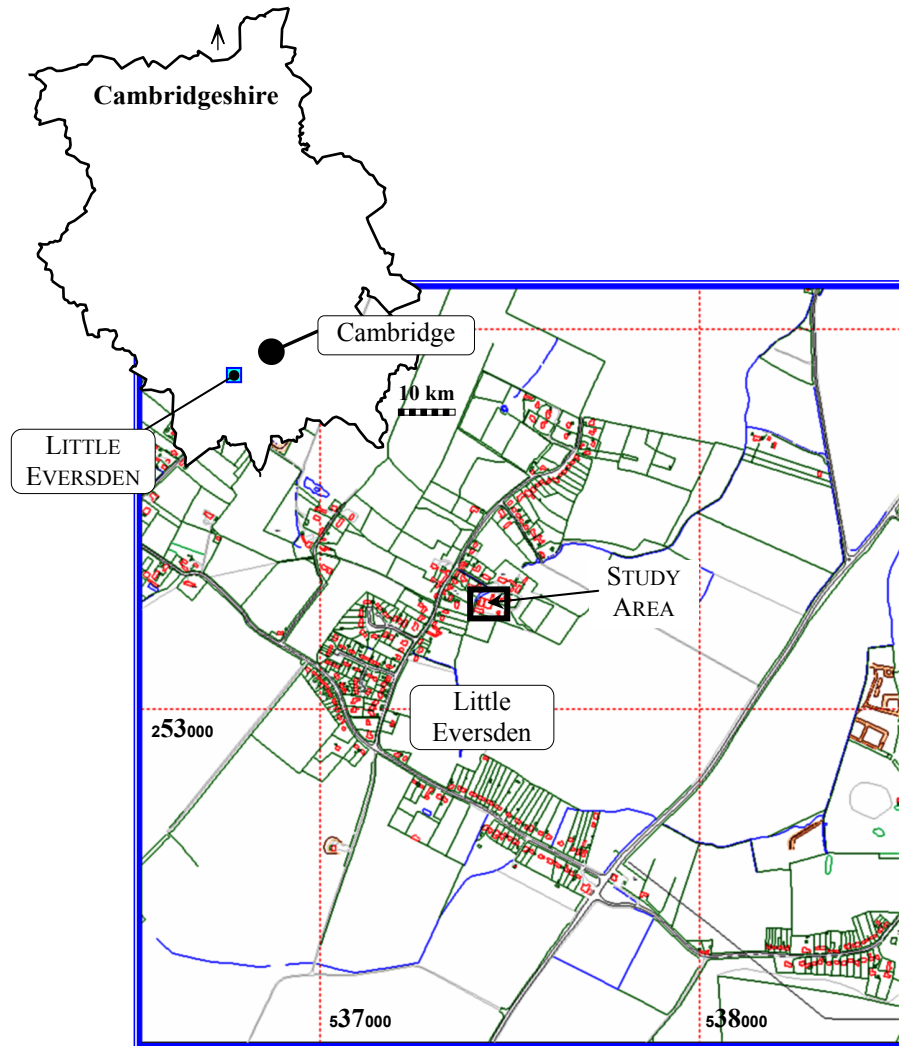 Cambridgeshire
Cambridge
10 km
LITTLE
EVERSDEN
STUDY
AREA
Little
Eversden
253000
537000
538000